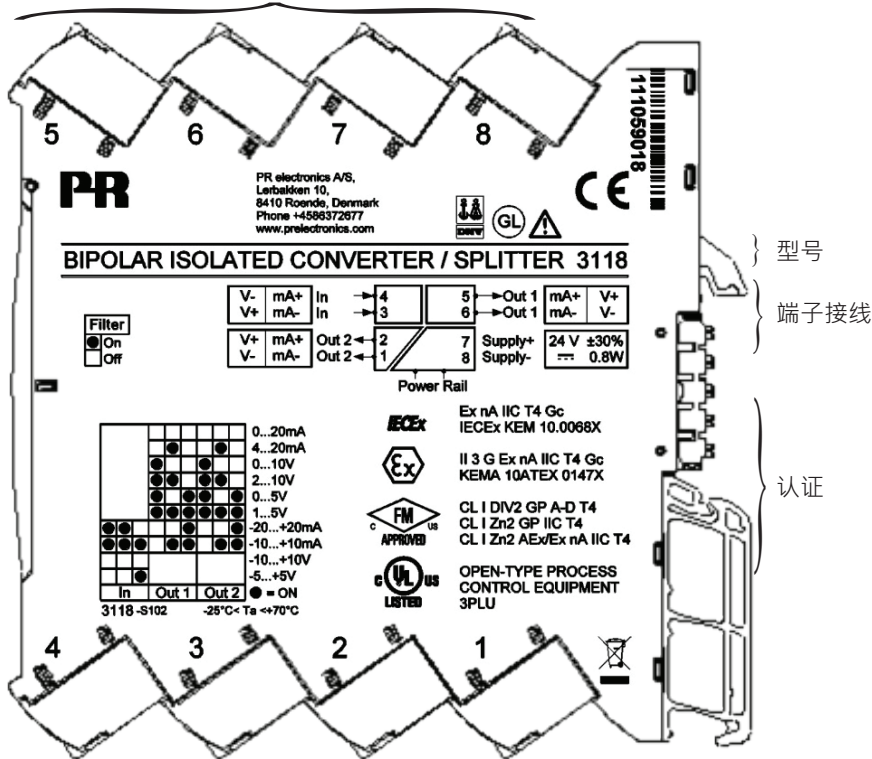 5 6 7 8
111059018
PR
PR electronics A/S,
Lerbakken 10,
8410 Roende, Denmark
Phone +4586372677
www.prelectronics.com
GL
CE
BIPOLAR ISOLATED CONVERTER / SPLITTER 3118
型号
V- mA+ In 4 5 Out 1 mA+ V+
V+ mA- In 3 6 Out 1 mA- V-
端子接线
V+ mA+ Out 2 2 7 Supply+ 24 V ±30%
V- mA- Out 2 1 8 Supply- 0.8W
Power Rail
Filter
On
Off
0...20mA
4...20mA
0...10V
2...10V
0...5V
1...5V
-20...+20mA
-10...+10mA
-10...+10V
-5...+5V
In Out 1 Out 2 = ON
3118 -S102 -25°C< Ta <+70°C
IECEx
Ex nA IIC T4 Gc
IECEx KEM 10.0068X
Ex
II 3 G Ex nA IIC T4 Gc
KEMA 10ATEX 0147X
认证
C FM US
APPROVED
CL I DIV2 GP A-D T4
CL I Zn2 GP IIC T4
CL I Zn2 AEx/Ex nA IIC T4
c UL US
LISTED
OPEN-TYPE PROCESS
CONTROL EQUIPMENT
3PLU
4 3 2 1